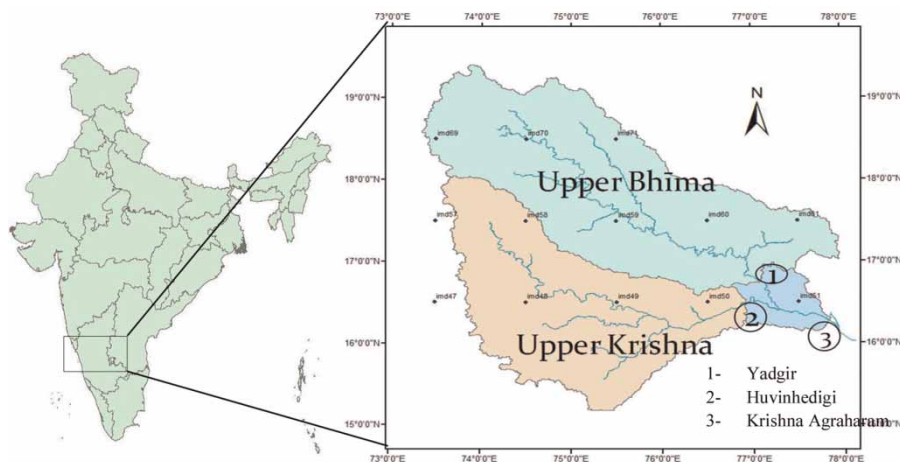 73°0'0"E 74°0'0"E 75°0'0"E 76°0'0"E 77°0'0"E 78°0'0"E
N
19°0'0"N 19°0'0"N
imd69 imd70 imd71
18°0'0"N Upper Bhīma 18°0'0"N
imd57 imd58 imd59 imd60 imd61
17°0'0"N 17°0'0"N
1
imd47 imd48 imd49 imd50 imd51
2
3
16°0'0"N Upper Krishna 16°0'0"N
1- Yadgir
2- Huvinhedigi
3- Krishna Agraharam
15°0'0"N 15°0'0"N
73°0'0"E 74°0'0"E 75°0'0"E 76°0'0"E 77°0'0"E 78°0'0"E